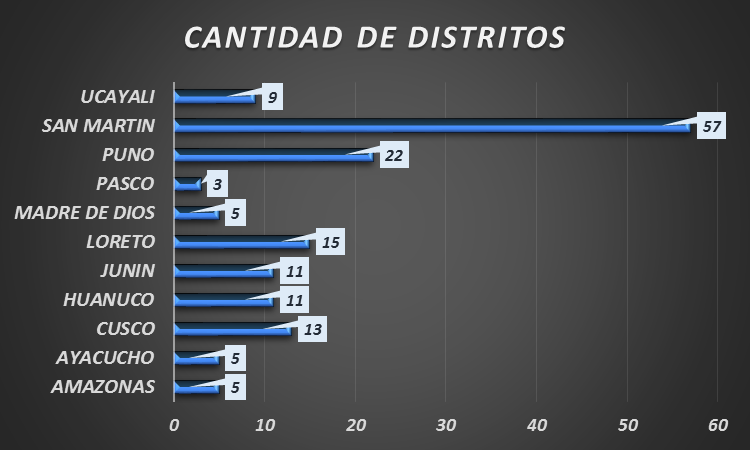 CANTIDAD DE DISTRITOS
UCAYALI 9
SAN MARTIN 57
PUNO 22
PASCO 3
MADRE DE DIOS 5
LORETO 15
JUNIN 11
HUANUCO 11
CUSCO 13
AYACUCHO 5
AMAZONAS 5
0 10 20 30 40 50 60